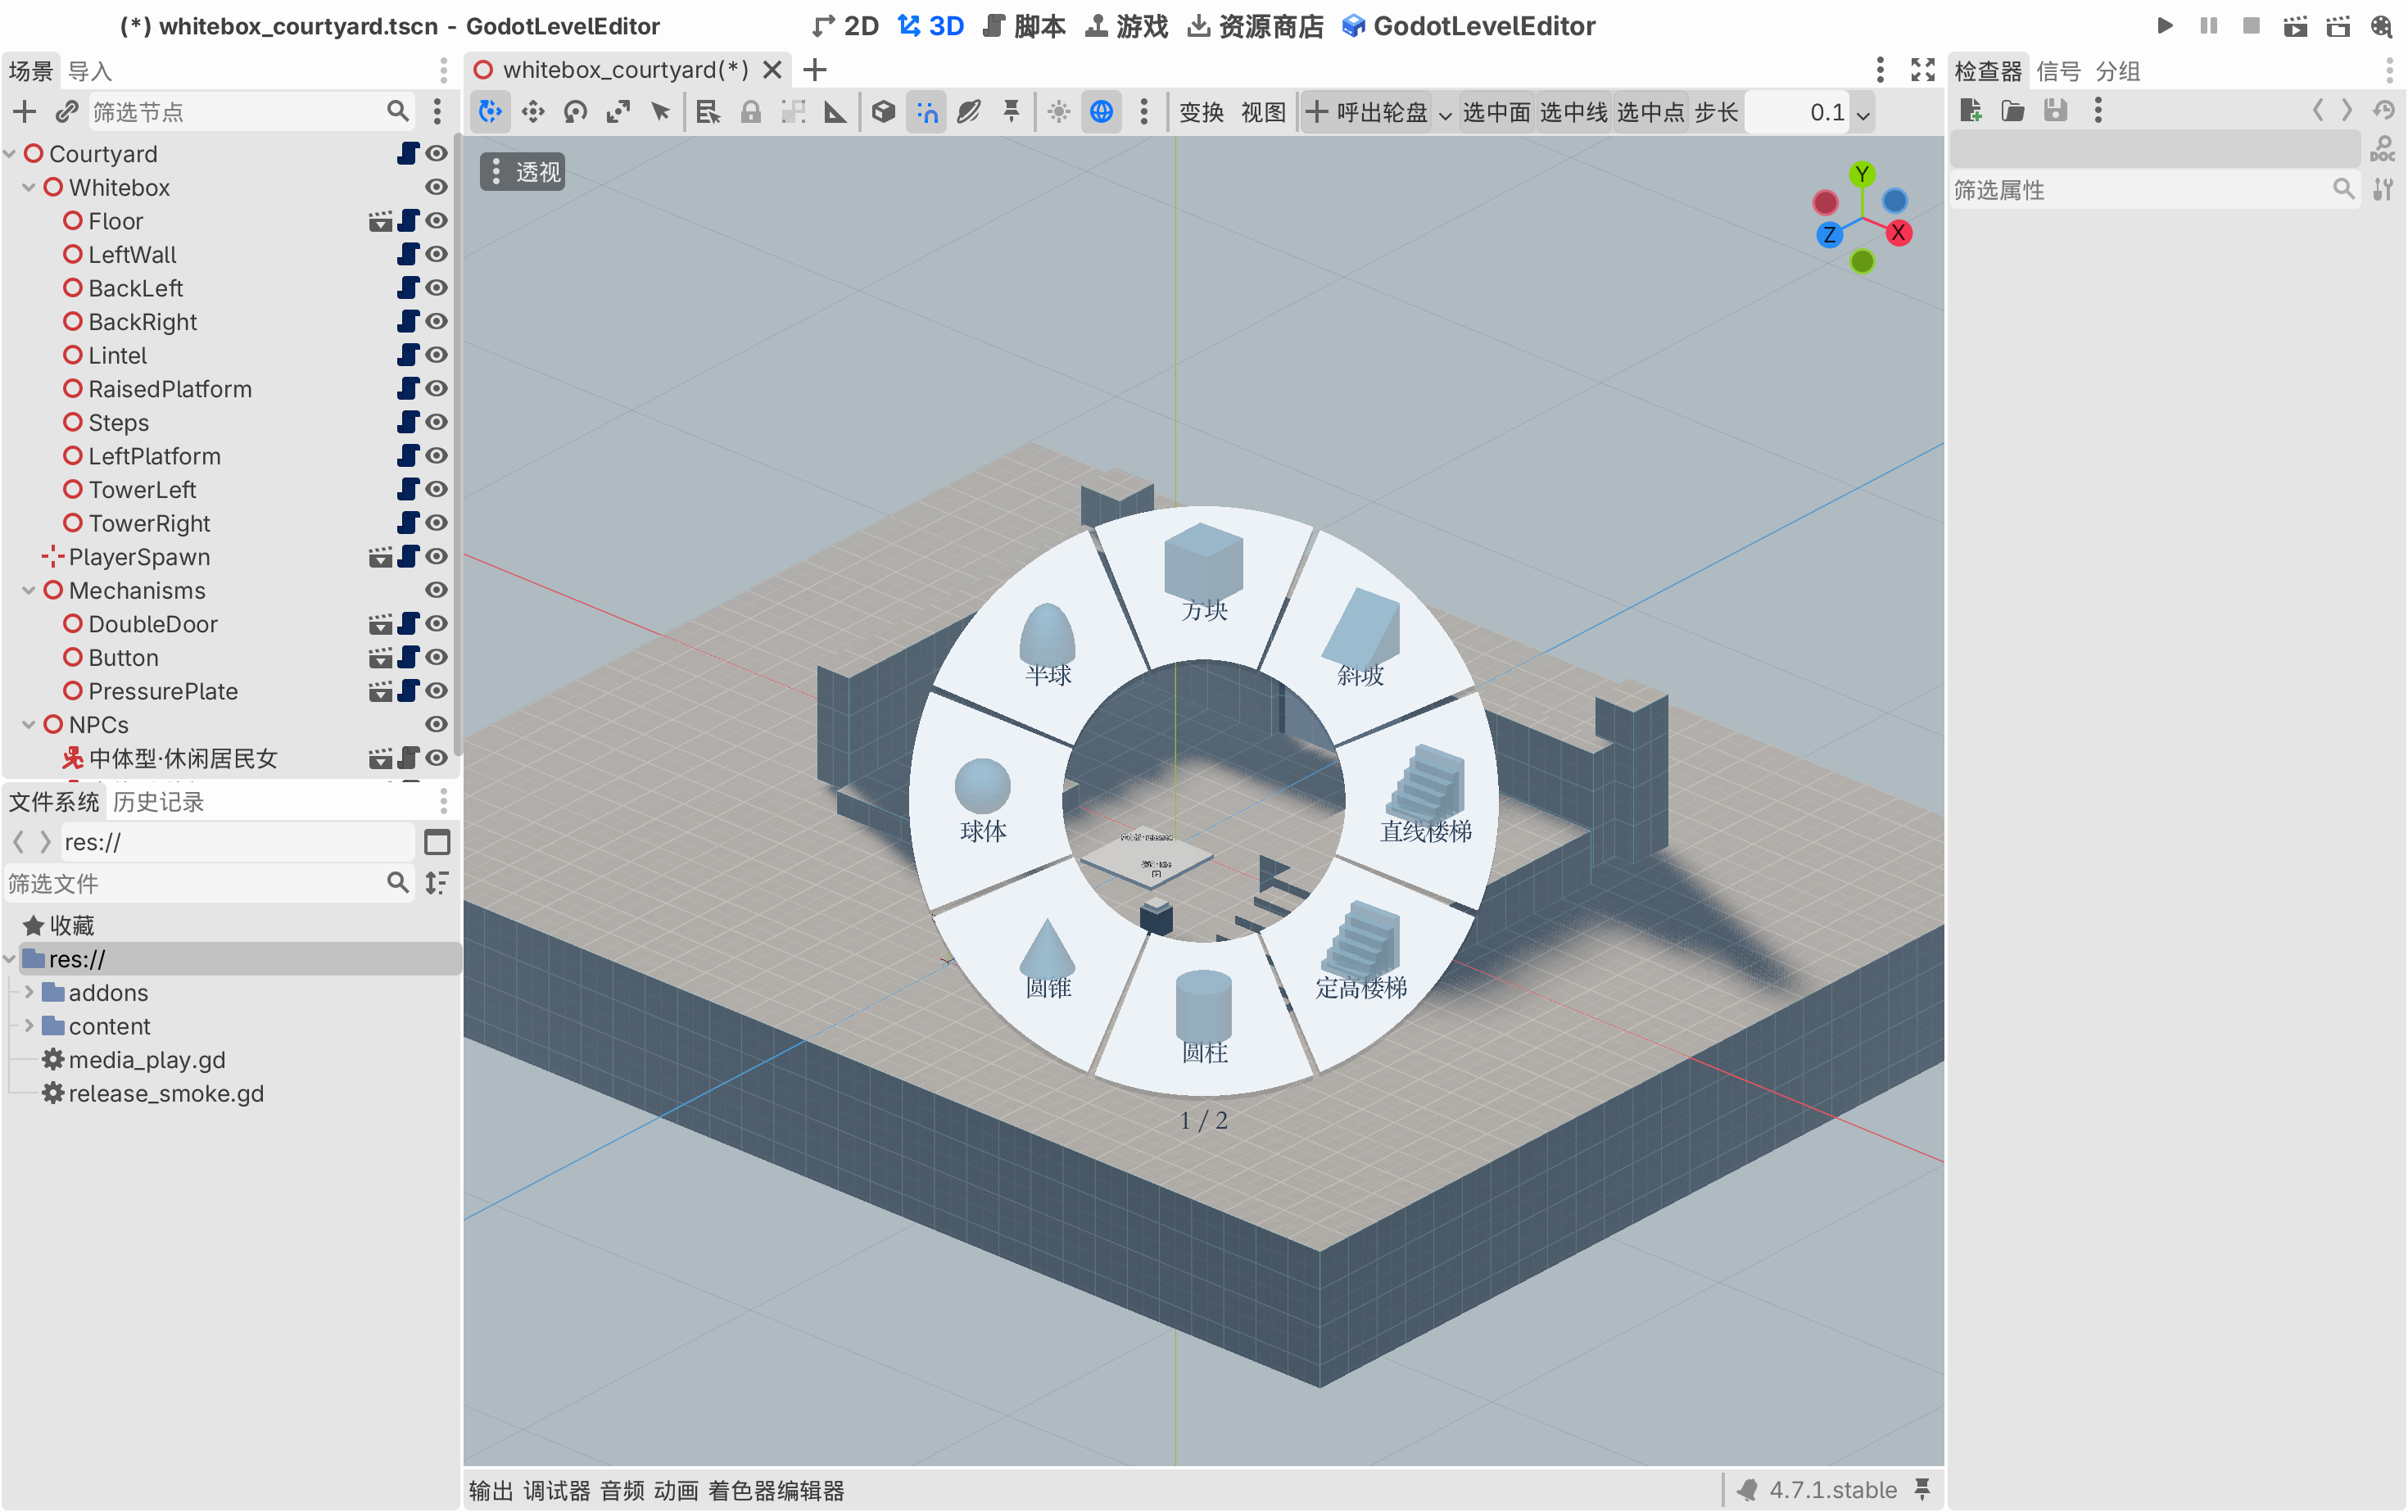 (*) whitebox_courtyard.tscn - GodotLevelEditor
2D 3D 脚本 游戏 资源商店 GodotLevelEditor
场景 导入
筛选节点
Courtyard
Whitebox
Floor
LeftWall
BackLeft
BackRight
Lintel
RaisedPlatform
Steps
LeftPlatform
TowerLeft
TowerRight
PlayerSpawn
Mechanisms
DoubleDoor
Button
PressurePlate
NPCs
中体型·休闲居民女
文件系统 历史记录
res://
筛选文件
收藏
res://
addons
content
media_play.gd
release_smoke.gd
whitebox_courtyard(*)
变换 视图 呼出轮盘 选中面 选中线 选中点 步长 0.1
透视
Y
Z
X
方块
半球
斜坡
球体
直线楼梯
圆锥
定高楼梯
圆柱
1 / 2
输出 调试器 音频 动画 着色器编辑器
4.7.1.stable
检查器 信号 分组
DOC
筛选属性